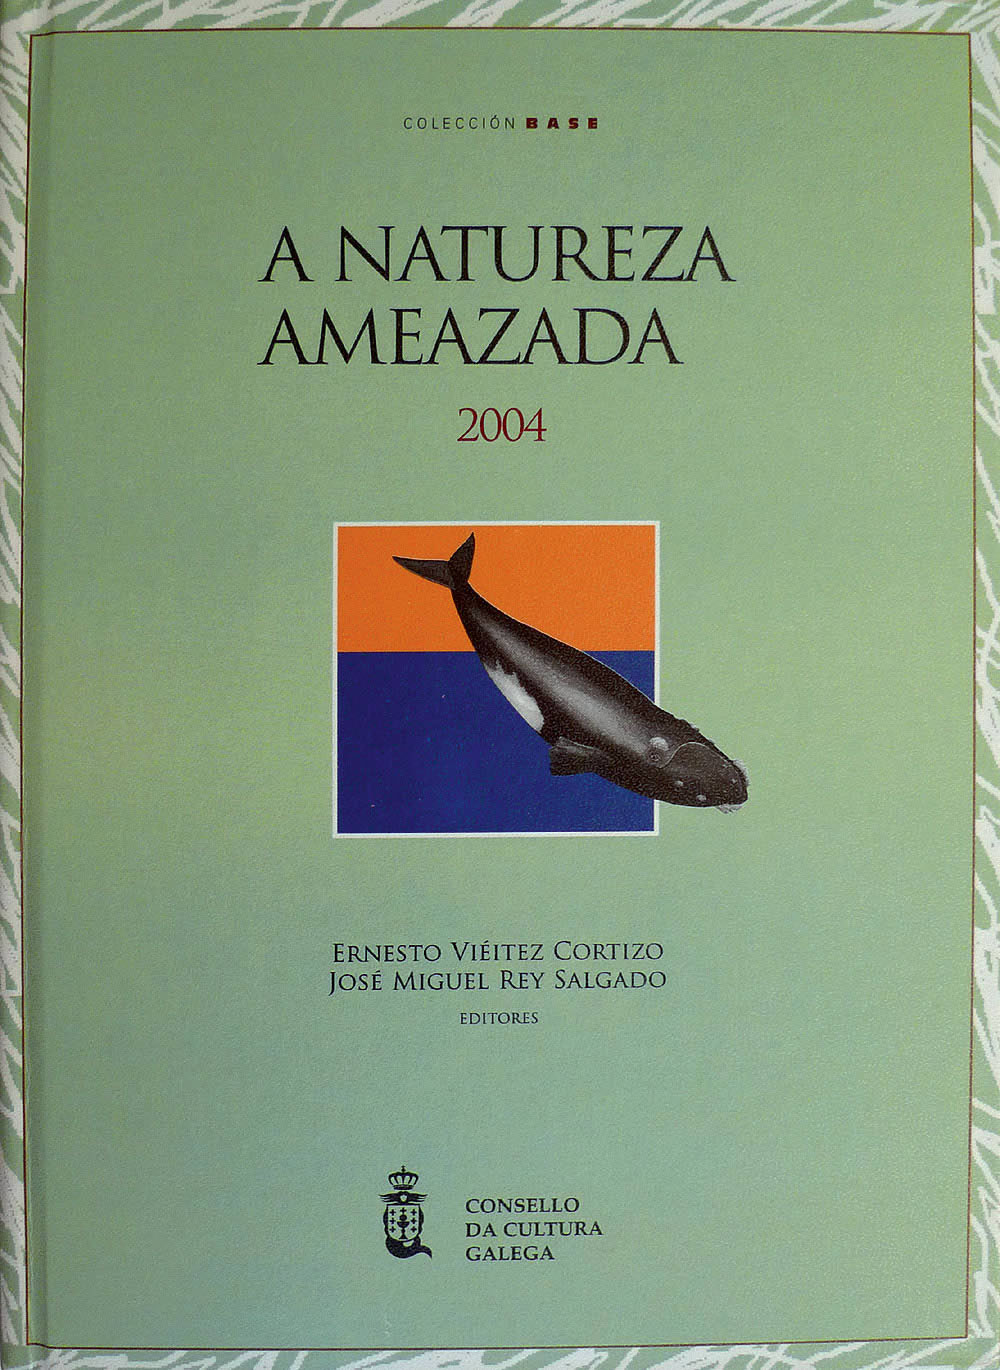 COLECCIÓN BASE
A NATUREZA
AMEAZADA
2004
ERNESTO VIÉITEZ CORTIZO
JOSÉ MIGUEL REY SALGADO
EDITORES
CONSELLO
DA CULTURA
GALEGA